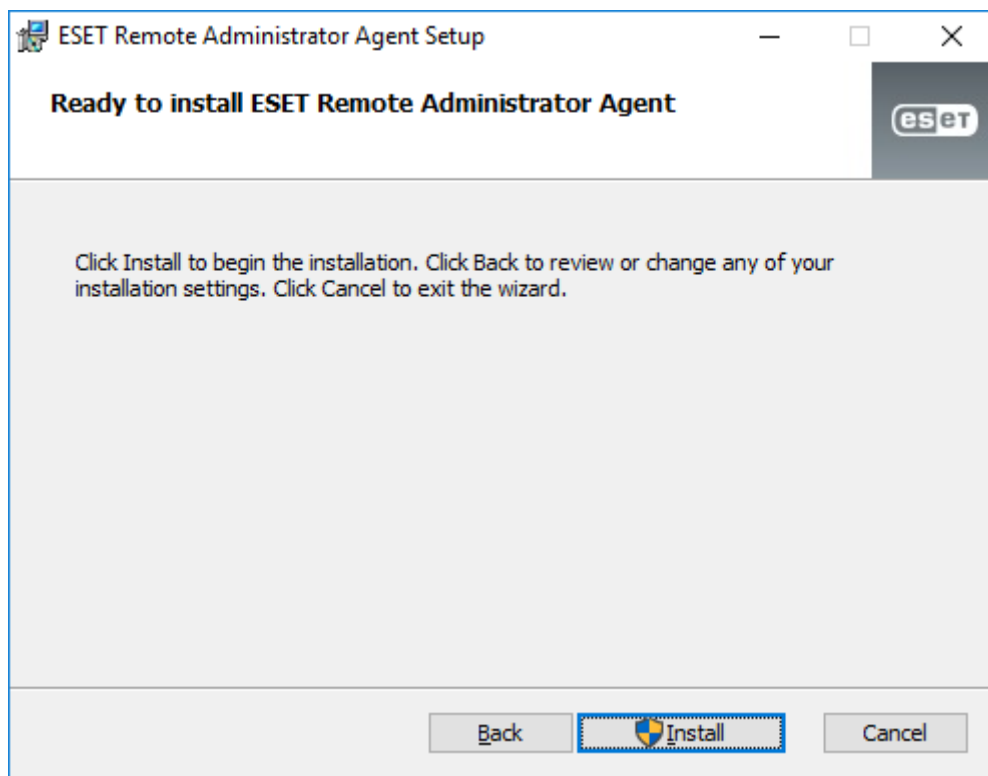 ESET Remote Administrator Agent Setup
Ready to install ESET Remote Administrator Agent
eseT
Click Install to begin the installation. Click Back to review or change any of your
installation settings. Click Cancel to exit the wizard.
Back Install Cancel